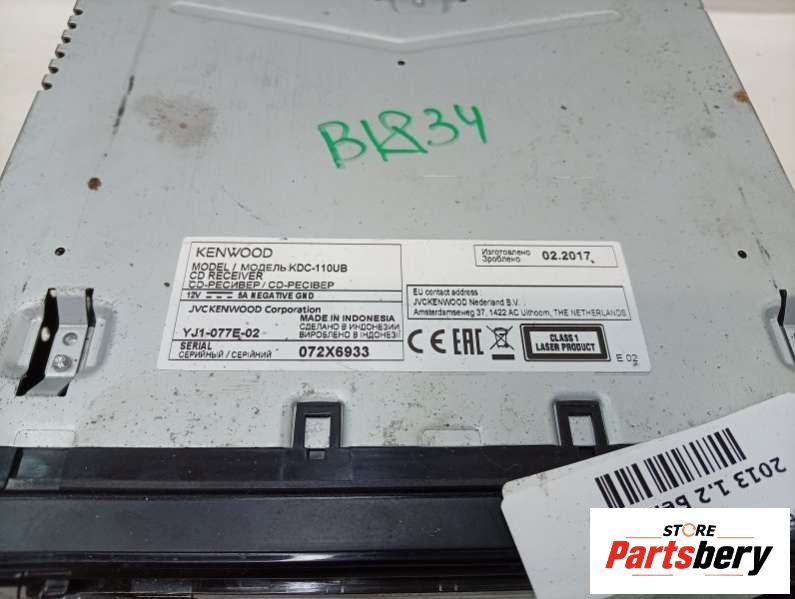 BK834
KENWOOD
MODEL / МОДЕЛЬ: KDC-110UB
CD RECEIVER
CD-РЕСИВЕР / CD-РЕСІВЕР
12V 5A NEGATIVE GND
JVCKENWOOD Corporation
MADE IN INDONESIA
СДЕЛАНО В ИНДОНЕЗИИ
YJ1-077E-02
ВИРОБЛЕНО В ІНДОНЕЗІЇ
SERIAL
СЕРИЙНЫЙ / СЕРІЙНИЙ
072X6933
Изготовлено
Зроблено
02.2017
EU contact address :
JVCKENWOOD Nederland B.V.
Amsterdamseweg 37, 1422 AC Uithoorn, THE NETHERLANDS
CE EAC
CLASS 1
LASER PRODUCT
E 02
2013 1.2
STORE
Partsbery